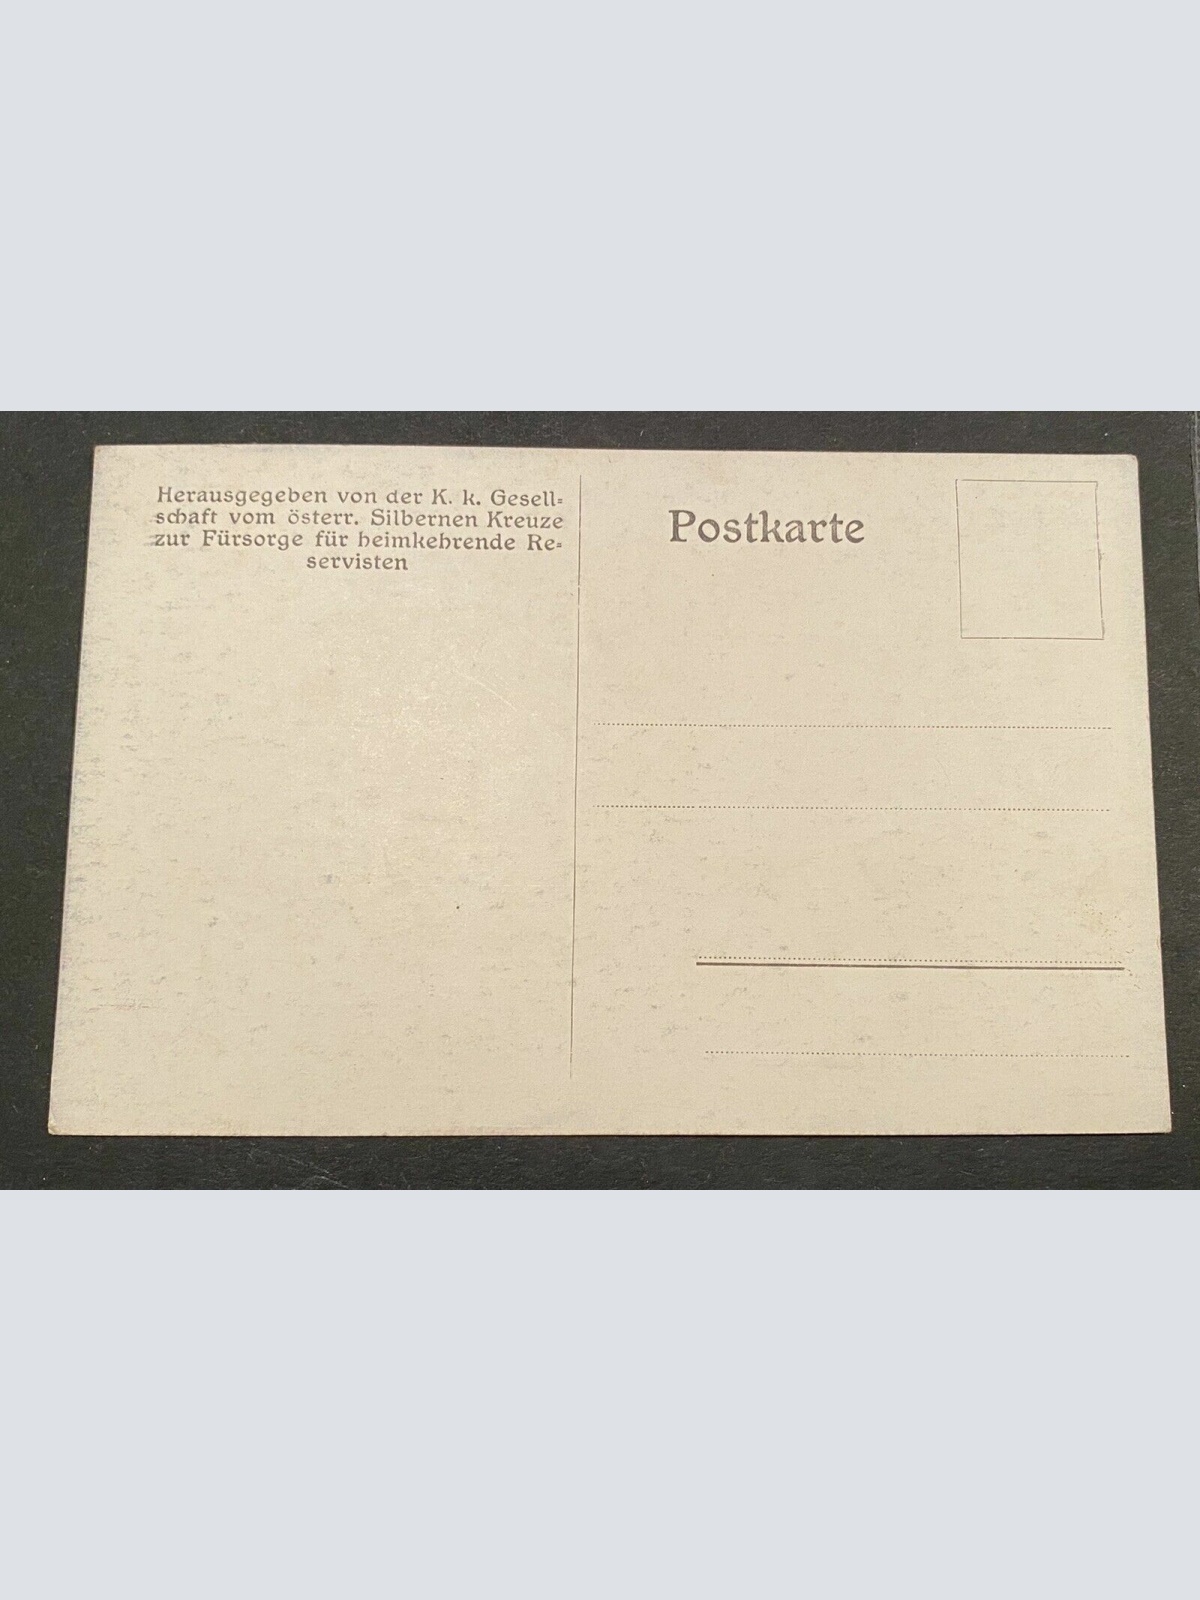 Herausgegeben von der K. k. Gesell=
schaft vom österr. Silbernen Kreuze
zur Fürsorge für heimkehrende Re=
servisten
Postkarte